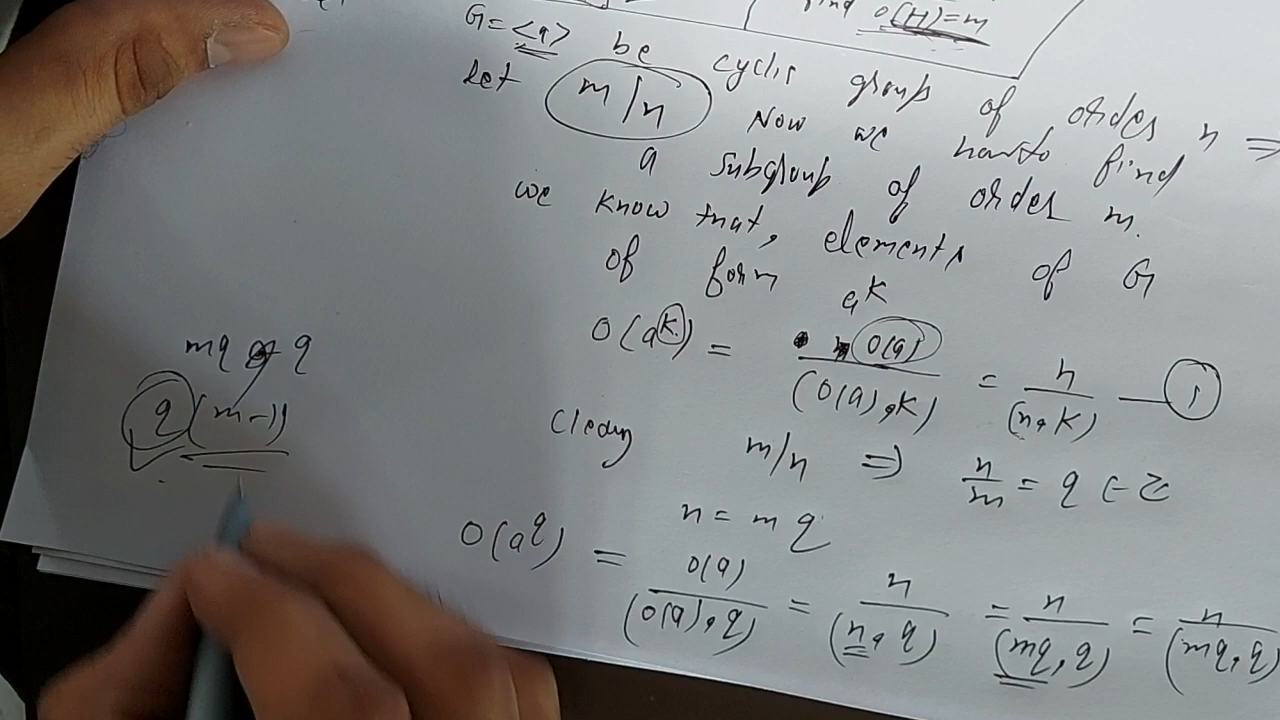 find O(H)=m
G=<a> be cyclic group of order n ⇒
let m/n Now we have to find
a subgroup of order m.
we know that, elements of G
of form a^K
O(a^k) = O(a) / (O(a), K) = n / (n, K) — 1
Clearly m/n ⇒ n/m = q ∈ Z
n = mq
O(a^q) = O(a) / (O(a), q) = n / (n, q) = n / (mq, q) = n / (mq, q)
mq q
q(m-1)